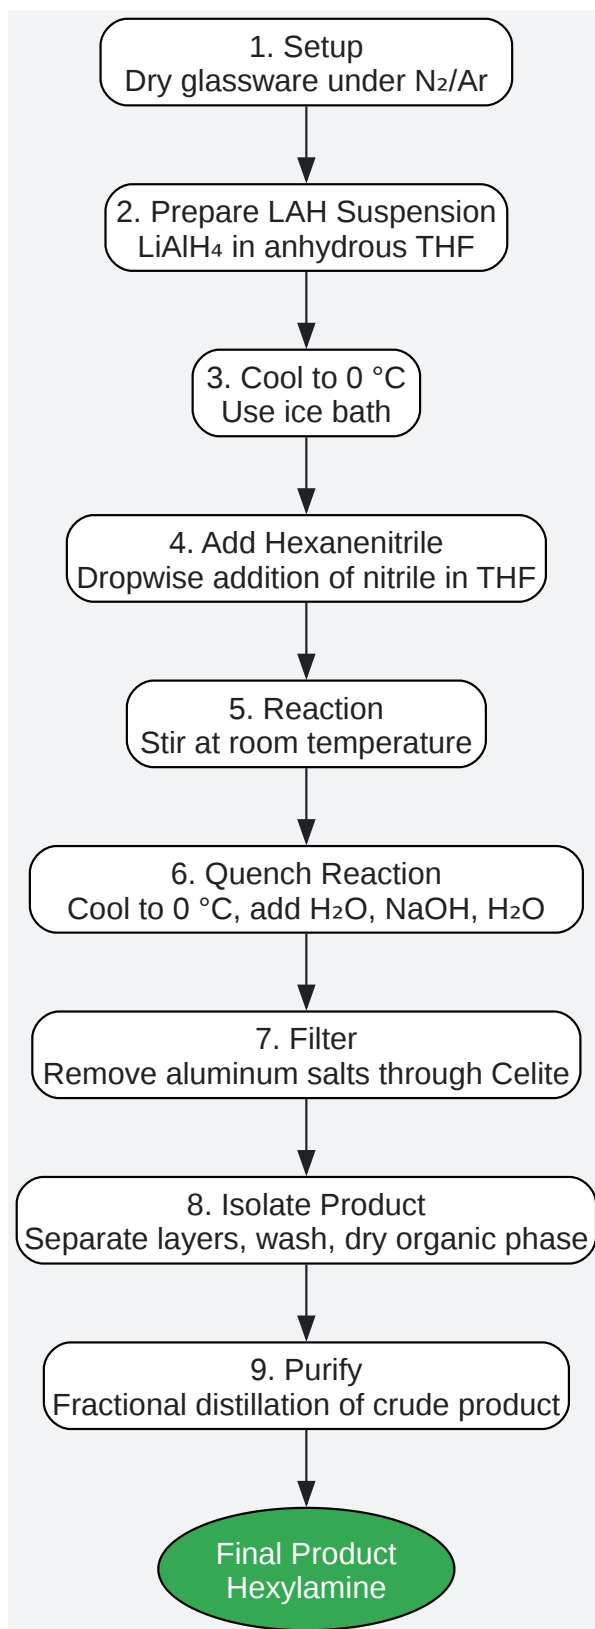 1. Setup
Dry glassware under N₂/Ar
2. Prepare LAH Suspension
LiAlH₄ in anhydrous THF
3. Cool to 0 °C
Use ice bath
4. Add Hexanenitrile
Dropwise addition of nitrile in THF
5. Reaction
Stir at room temperature
6. Quench Reaction
Cool to 0 °C, add H₂O, NaOH, H₂O
7. Filter
Remove aluminum salts through Celite
8. Isolate Product
Separate layers, wash, dry organic phase
9. Purify
Fractional distillation of crude product
Final Product
Hexylamine